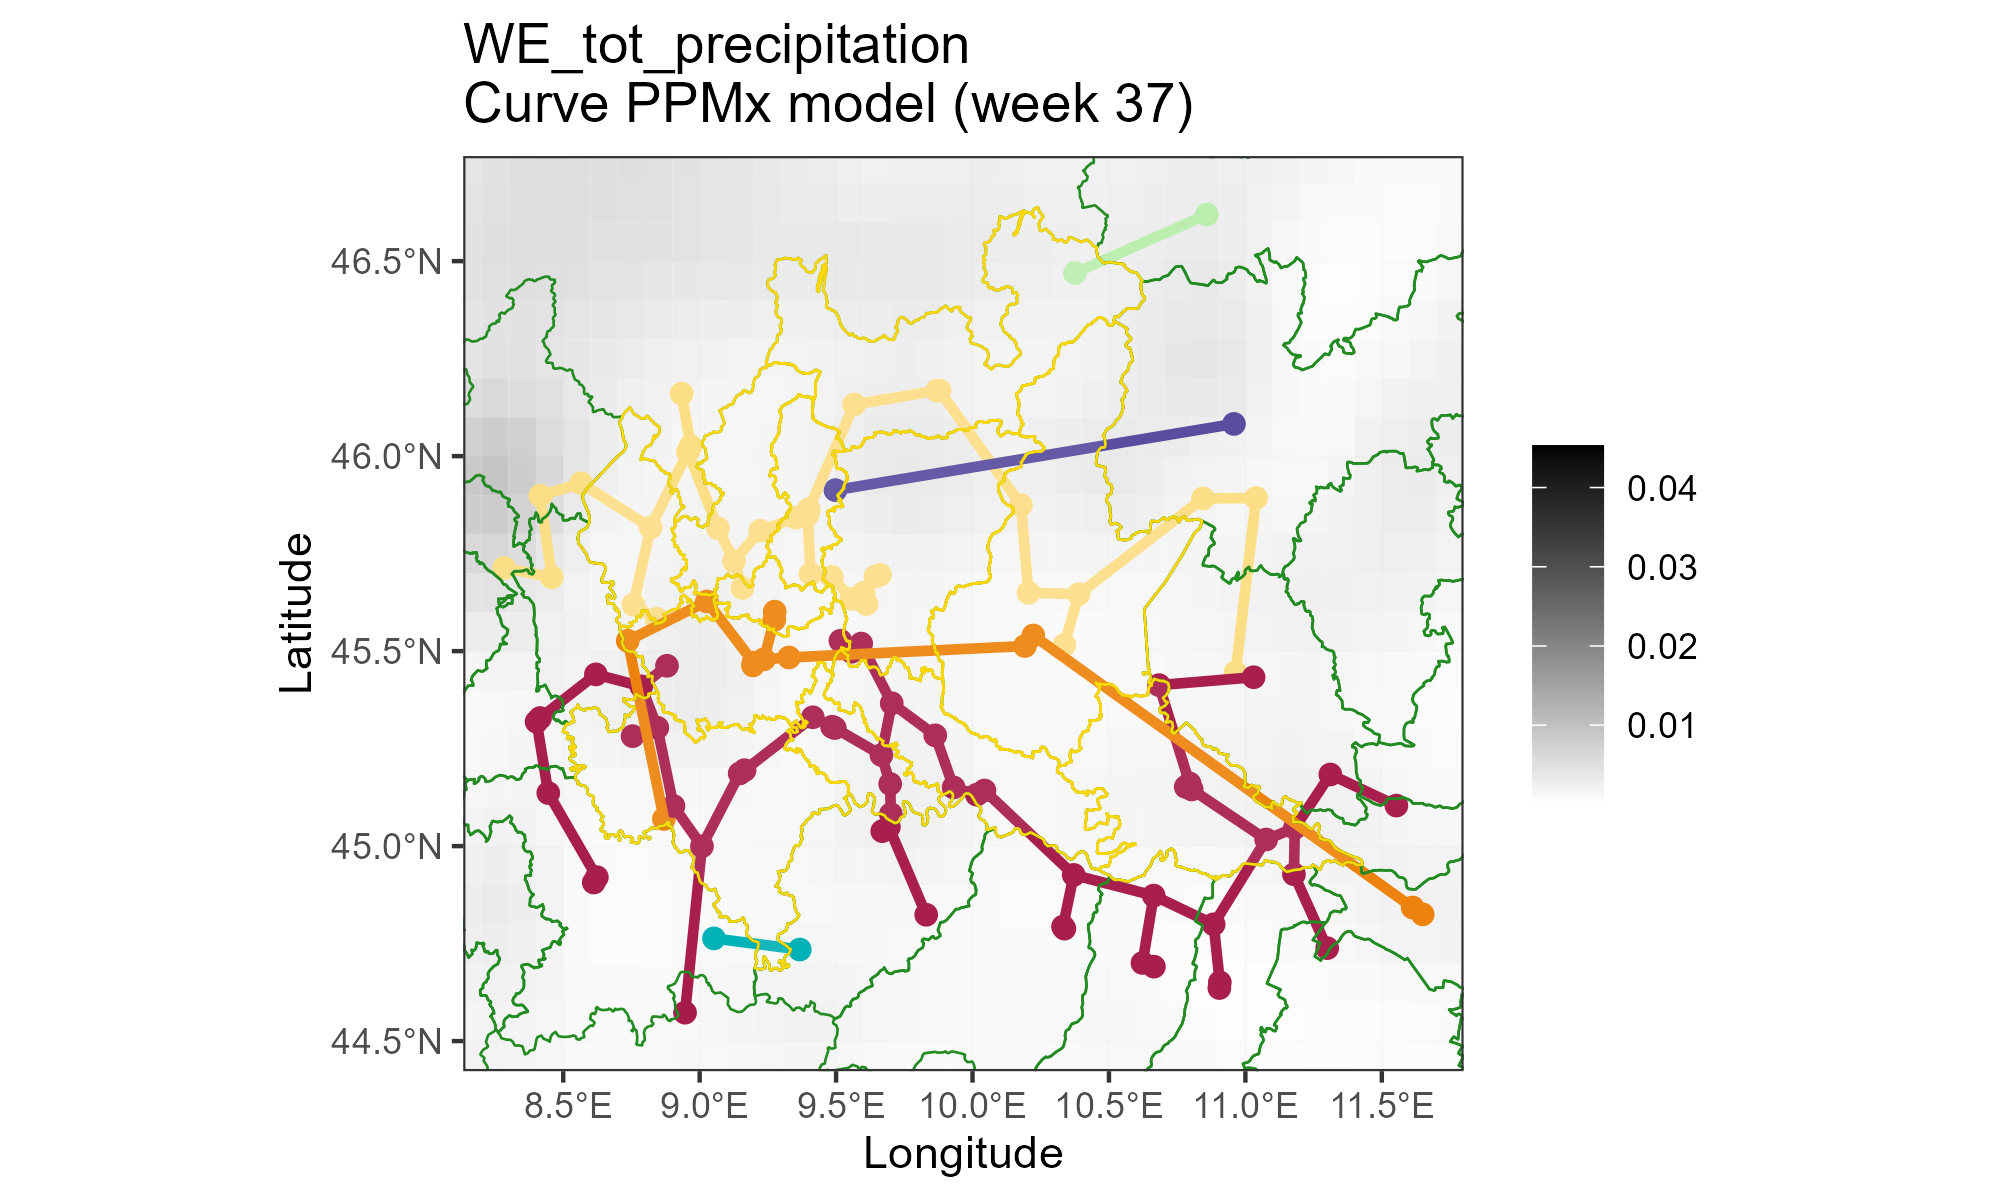 WE_tot_precipitation
Curve PPMx model (week 37)
46.5°N
46.0°N
45.5°N
45.0°N
44.5°N
Latitude
8.5°E 9.0°E 9.5°E 10.0°E 10.5°E 11.0°E 11.5°E
Longitude
0.04
0.03
0.02
0.01